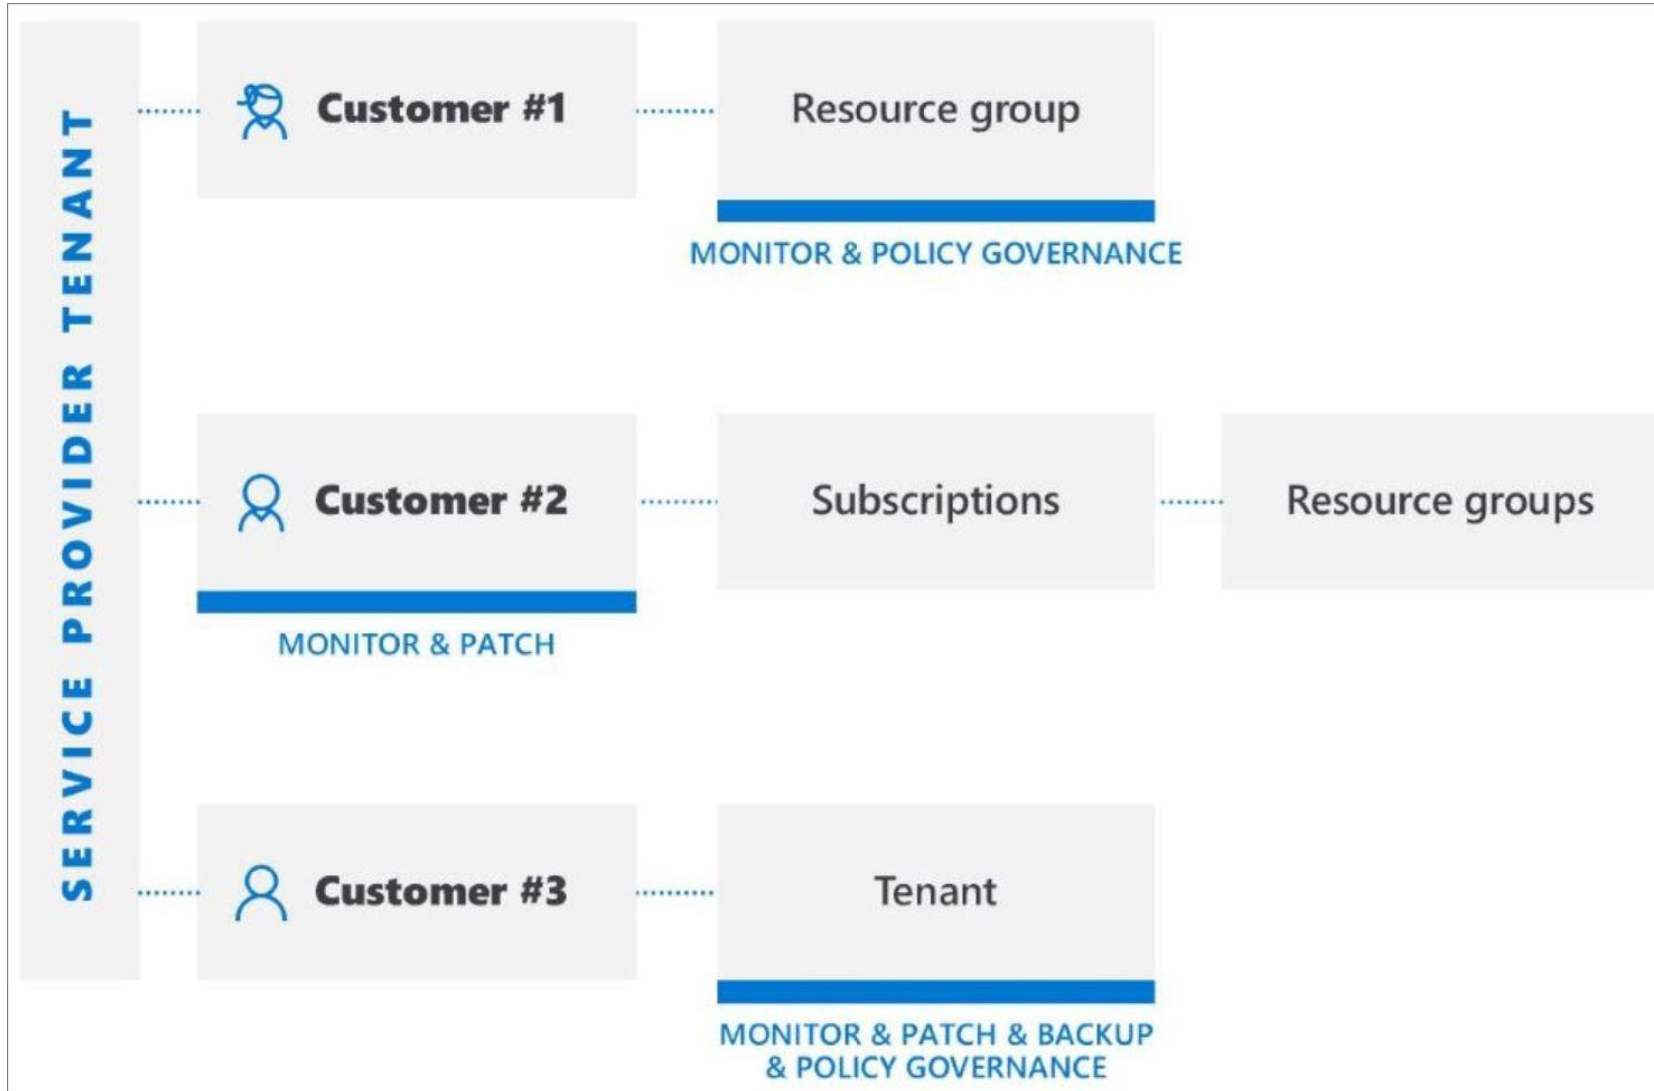 SERVICE PROVIDER TENANT
Customer #1
Resource group
MONITOR & POLICY GOVERNANCE
Customer #2
Subscriptions
Resource groups
MONITOR & PATCH
Customer #3
Tenant
MONITOR & PATCH & BACKUP
& POLICY GOVERNANCE